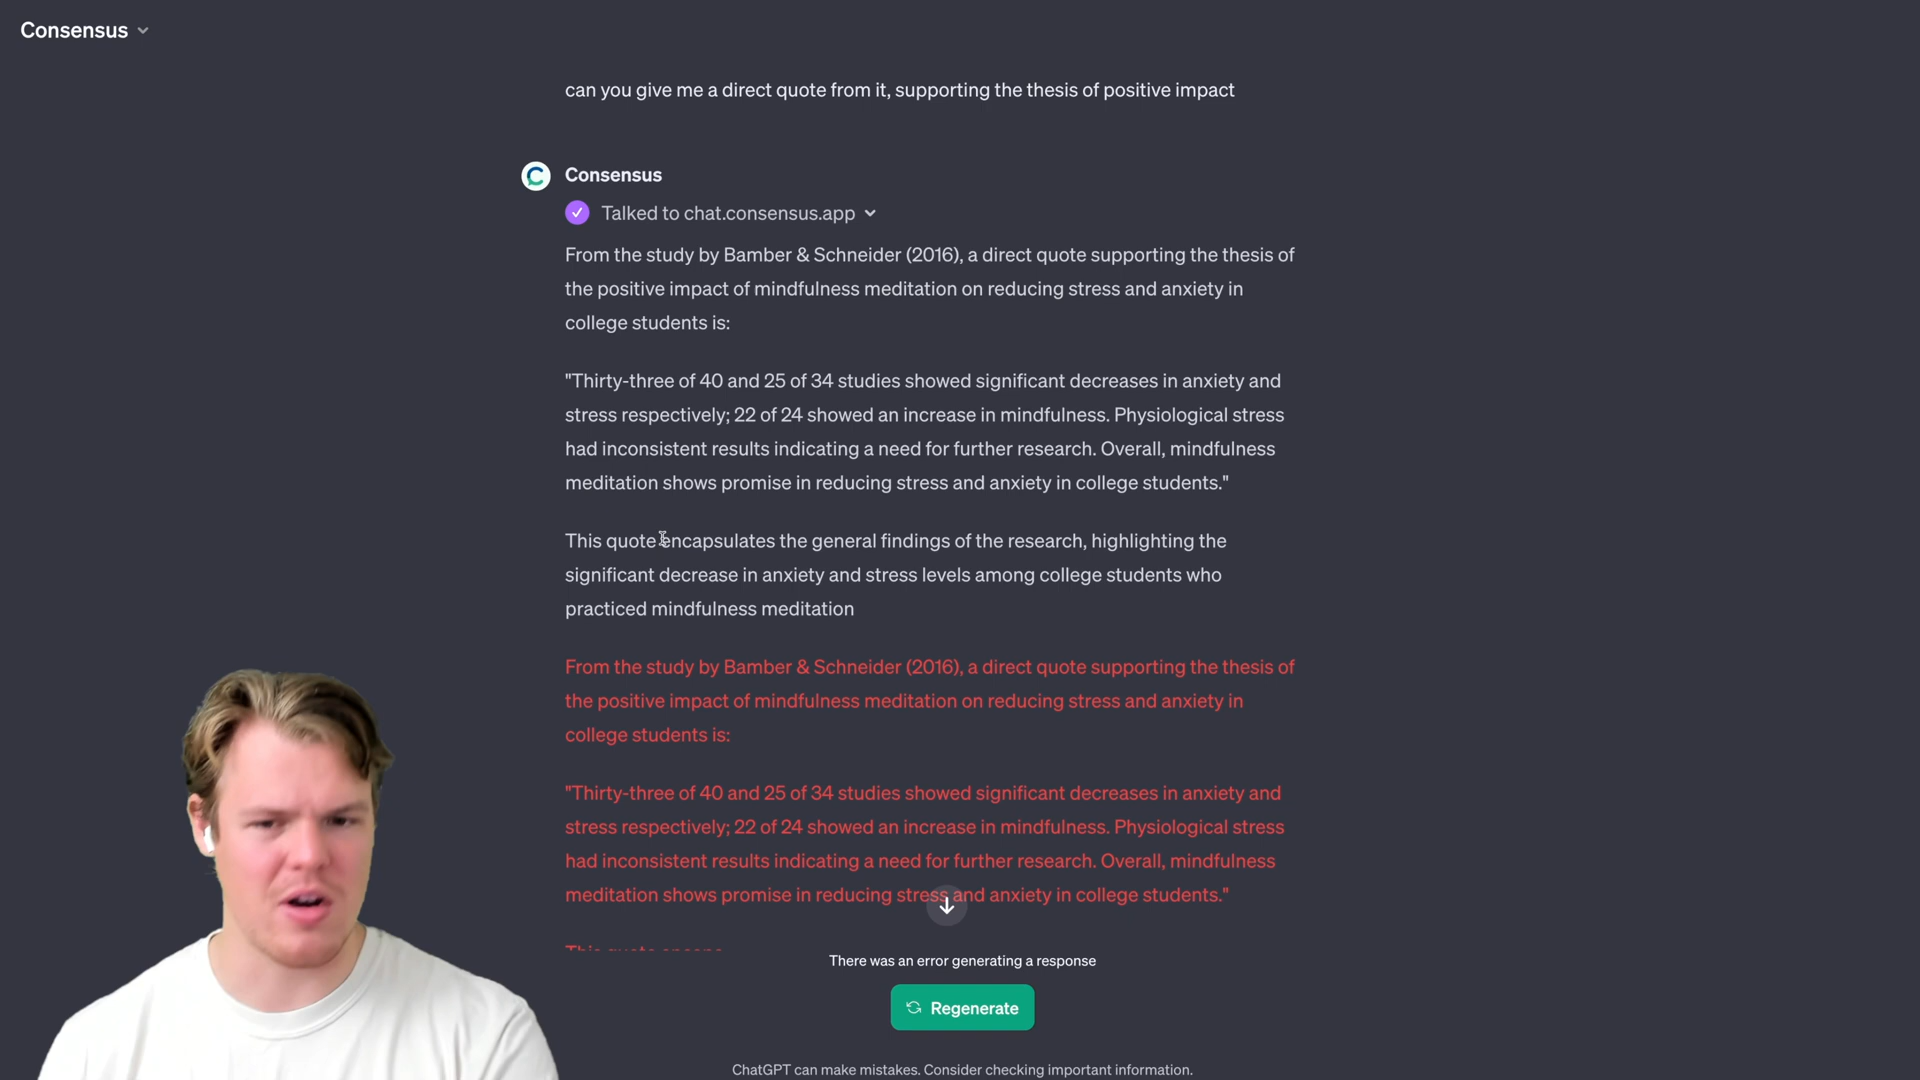 Consensus
can you give me a direct quote from it, supporting the thesis of positive impact
Consensus
Talked to chat.consensus.app
From the study by Bamber & Schneider (2016), a direct quote supporting the thesis of
the positive impact of mindfulness meditation on reducing stress and anxiety in
college students is:
"Thirty-three of 40 and 25 of 34 studies showed significant decreases in anxiety and
stress respectively; 22 of 24 showed an increase in mindfulness. Physiological stress
had inconsistent results indicating a need for further research. Overall, mindfulness
meditation shows promise in reducing stress and anxiety in college students."
This quote encapsulates the general findings of the research, highlighting the
significant decrease in anxiety and stress levels among college students who
practiced mindfulness meditation
From the study by Bamber & Schneider (2016), a direct quote supporting the thesis of
the positive impact of mindfulness meditation on reducing stress and anxiety in
college students is:
"Thirty-three of 40 and 25 of 34 studies showed significant decreases in anxiety and
stress respectively; 22 of 24 showed an increase in mindfulness. Physiological stress
had inconsistent results indicating a need for further research. Overall, mindfulness
meditation shows promise in reducing stress and anxiety in college students."
This quote encaps
There was an error generating a response
Regenerate
ChatGPT can make mistakes. Consider checking important information.